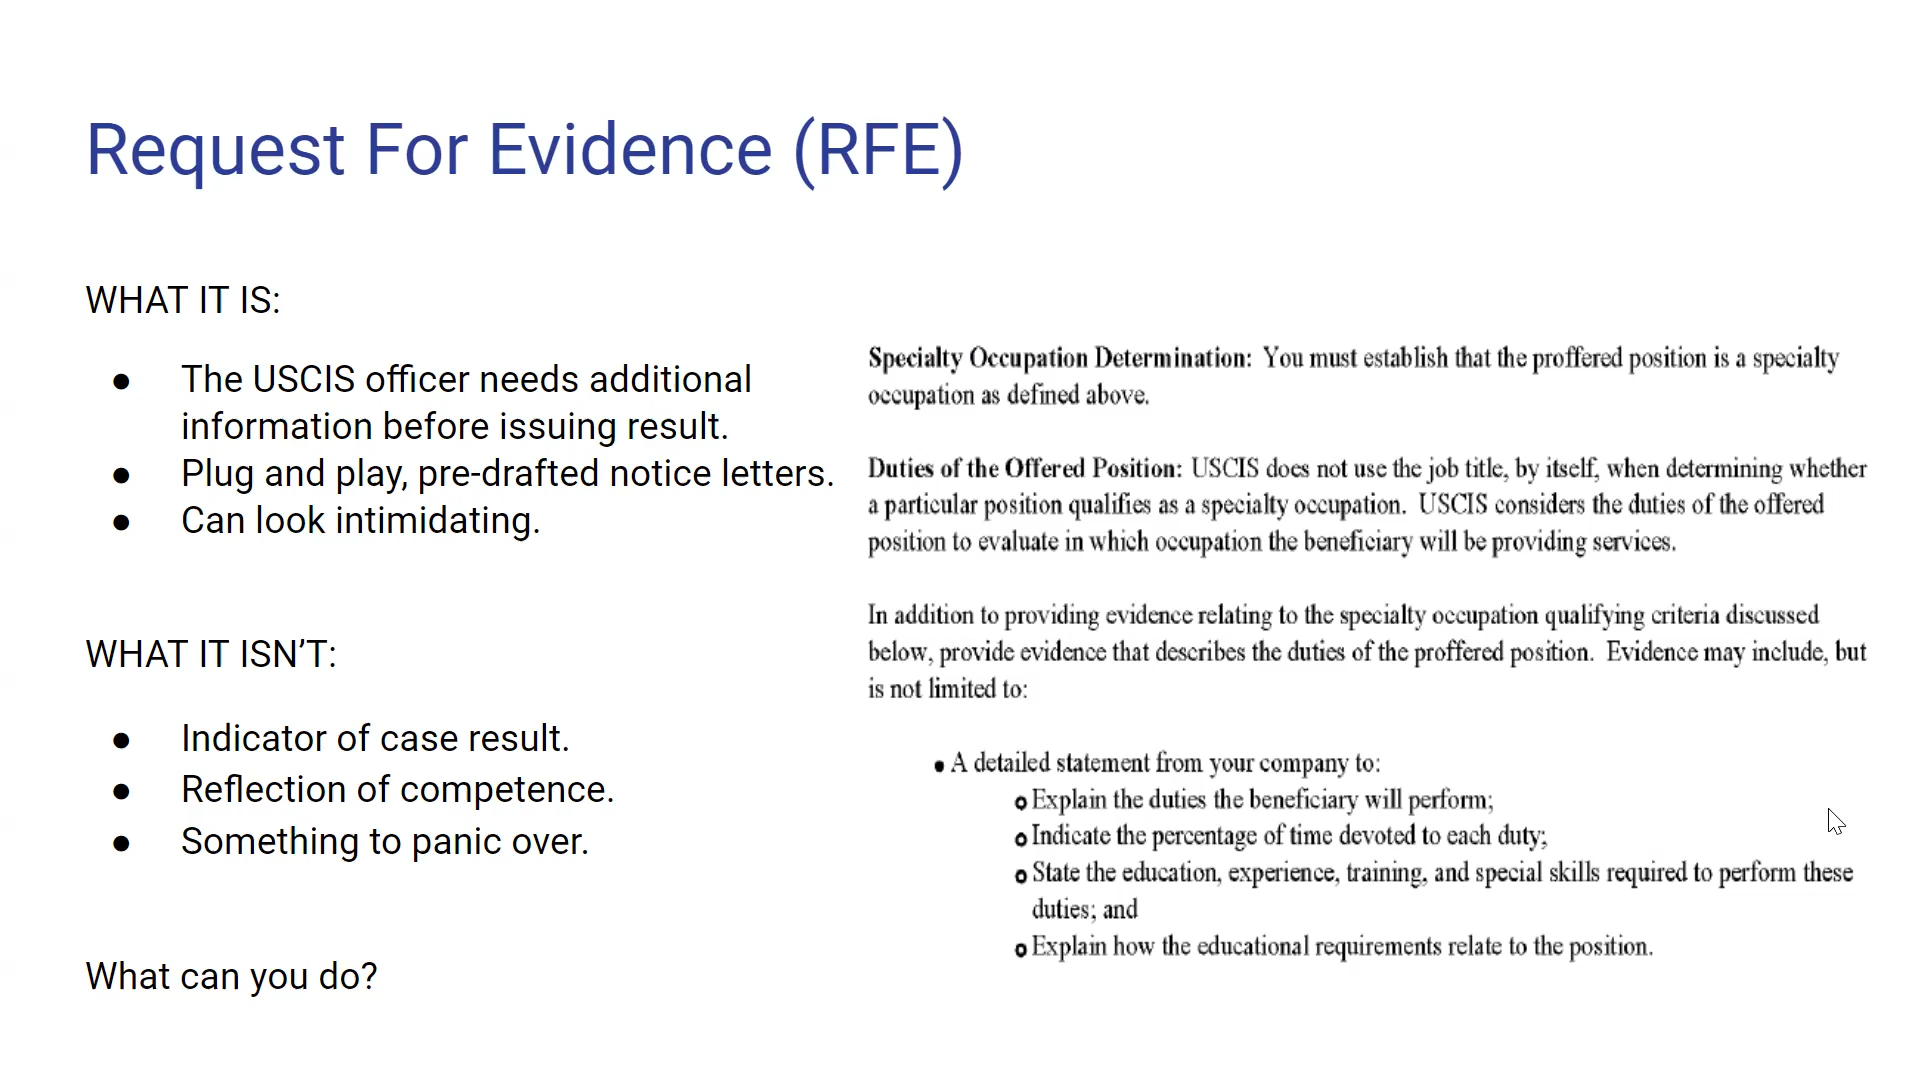 Request For Evidence (RFE)
WHAT IT IS:
● The USCIS officer needs additional
information before issuing result.
● Plug and play, pre-drafted notice letters.
● Can look intimidating.
WHAT IT ISN’T:
● Indicator of case result.
● Reflection of competence.
● Something to panic over.
What can you do?
Specialty Occupation Determination: You must establish that the proffered position is a specialty
occupation as defined above.
Duties of the Offered Position: USCIS does not use the job title, by itself, when determining whether
a particular position qualifies as a specialty occupation. USCIS considers the duties of the offered
position to evaluate in which occupation the beneficiary will be providing services.
In addition to providing evidence relating to the specialty occupation qualifying criteria discussed
below, provide evidence that describes the duties of the proffered position. Evidence may include, but
is not limited to:
● A detailed statement from your company to:
o Explain the duties the beneficiary will perform;
o Indicate the percentage of time devoted to each duty;
o State the education, experience, training, and special skills required to perform these
duties; and
o Explain how the educational requirements relate to the position.